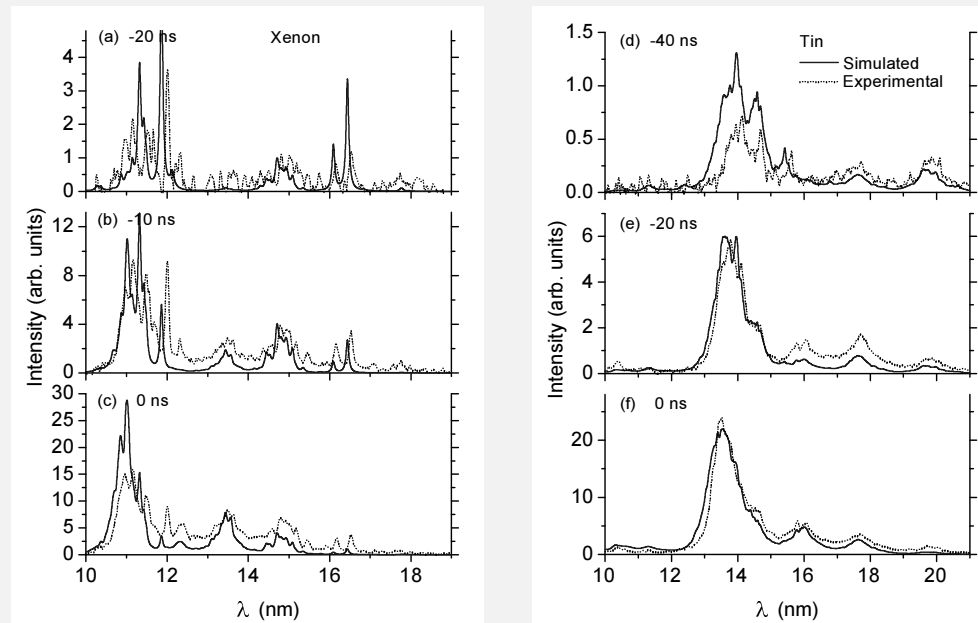 (a) -20 ns Xenon
4
3
2
1
0
(b) -10 ns
12
8
4
0
(c) 0 ns
30
25
20
15
10
5
0
10 12 14 16 18
Intensity (arb. units)
λ (nm)
(d) -40 ns Tin
Simulated
Experimental
1.5
1.0
0.5
0.0
(e) -20 ns
6
4
2
0
(f) 0 ns
20
10
0
10 12 14 16 18 20
Intensity (arb. units)
λ (nm)